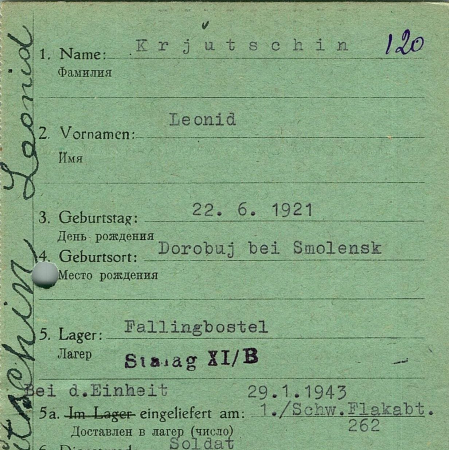 120
1. Name: Krjutschin
Фамилия
2. Vornamen: Leonid
Имя
3. Geburtstag: 22. 6. 1921
День рождения
4. Geburtsort: Dorobuj bei Smolensk
Место рождения
5. Lager: Fallingbostel
Лагерь
Stalag XI/B
Bei d.Einheit 29.1.1943
5a. Im Lager eingeliefert am: 1./Schw.Flakabt.
Доставлен в лагерь (число) 262
Soldat
Leonid